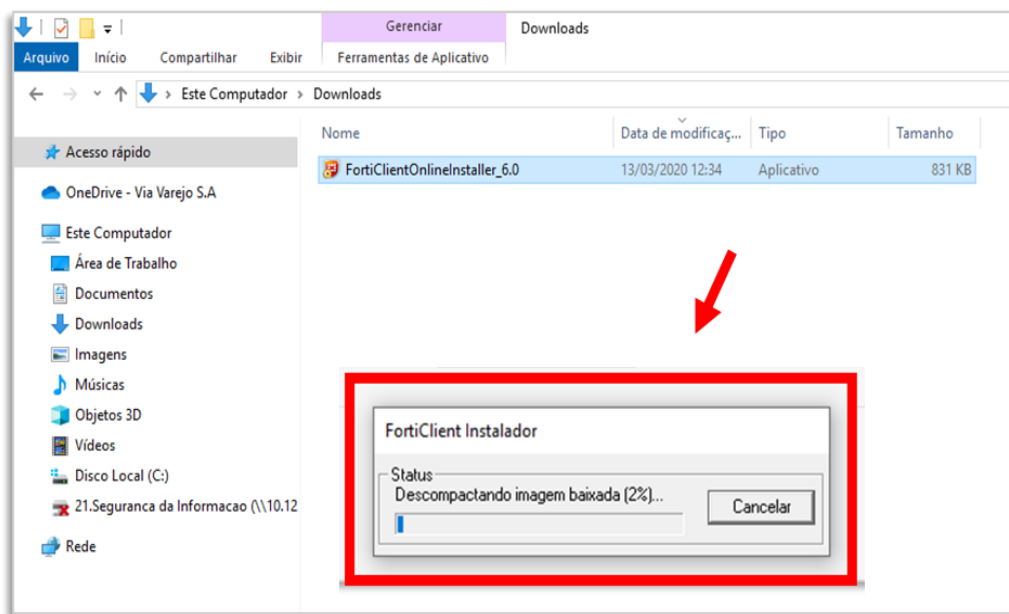 Gerenciar
Downloads
Arquivo Início Compartilhar Exibir Ferramentas de Aplicativo
Este Computador > Downloads
Nome Data de modificaç... Tipo Tamanho
Acesso rápido
FortiClientOnlineInstaller_6.0 13/03/2020 12:34 Aplicativo 831 KB
OneDrive - Via Varejo S.A
Este Computador
Área de Trabalho
Documentos
Downloads
Imagens
Músicas
Objetos 3D
Vídeos
Disco Local (C:)
21.Seguranca da Informacao (\\10.12
Rede
FortiClient Instalador
Status
Descompactando imagem baixada (2%)...
Cancelar